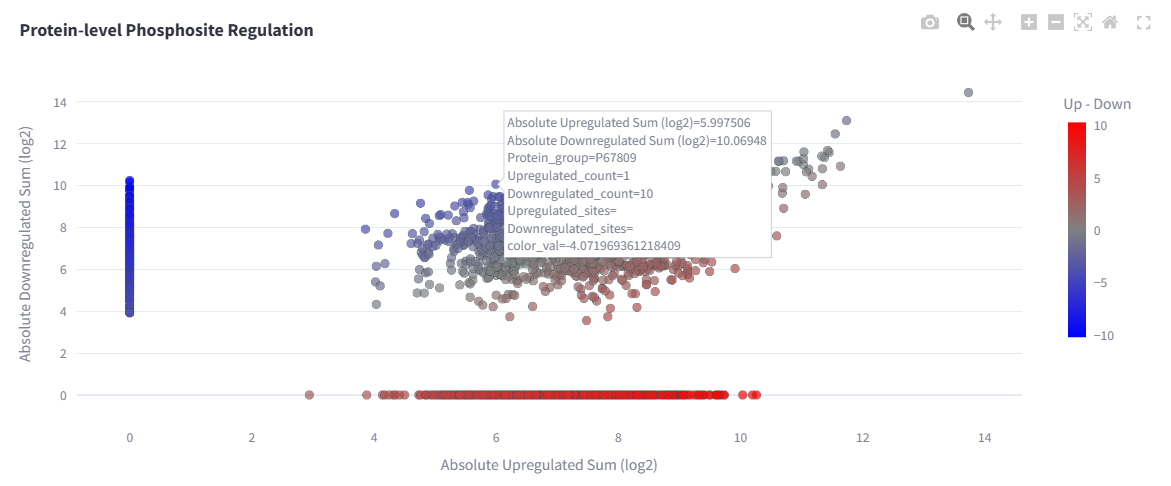 Protein-level Phosphosite Regulation
14
12
10
8
6
4
2
0
Absolute Downregulated Sum (log2)
Absolute Upregulated Sum (log2)=5.997506
Absolute Downregulated Sum (log2)=10.06948
Protein_group=P67809
Upregulated_count=1
Downregulated_count=10
Upregulated_sites=
Downregulated_sites=
color_val=-4.071969361218409
0
2
4
6
8
10
12
14
Absolute Upregulated Sum (log2)
Up - Down
10
5
0
−5
−10